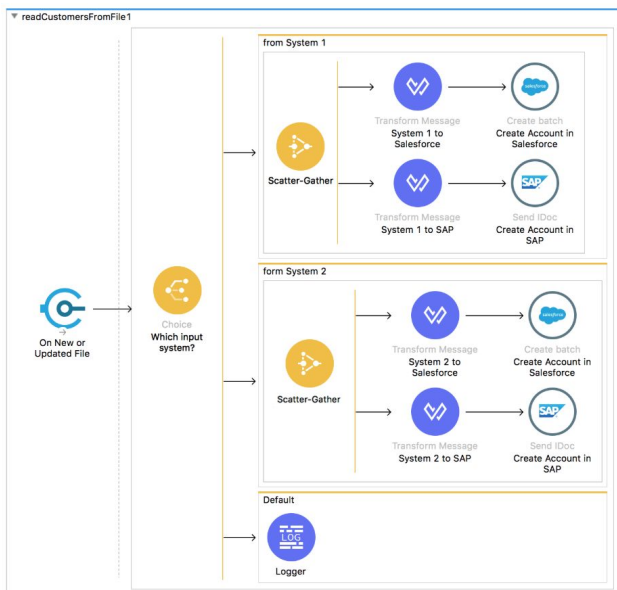 readCustomersFromFile1
On New or
Updated File
Choice
Which input
system?
from System 1
Scatter-Gather
Transform Message
System 1 to
Salesforce
salesforce
Create batch
Create Account in
Salesforce
Transform Message
System 1 to SAP
SAP
Send IDoc
Create Account in
SAP
form System 2
Scatter-Gather
Transform Message
System 2 to
Salesforce
salesforce
Create batch
Create Account in
Salesforce
Transform Message
System 2 to SAP
SAP
Send IDoc
Create Account in
SAP
Default
LOG
Logger